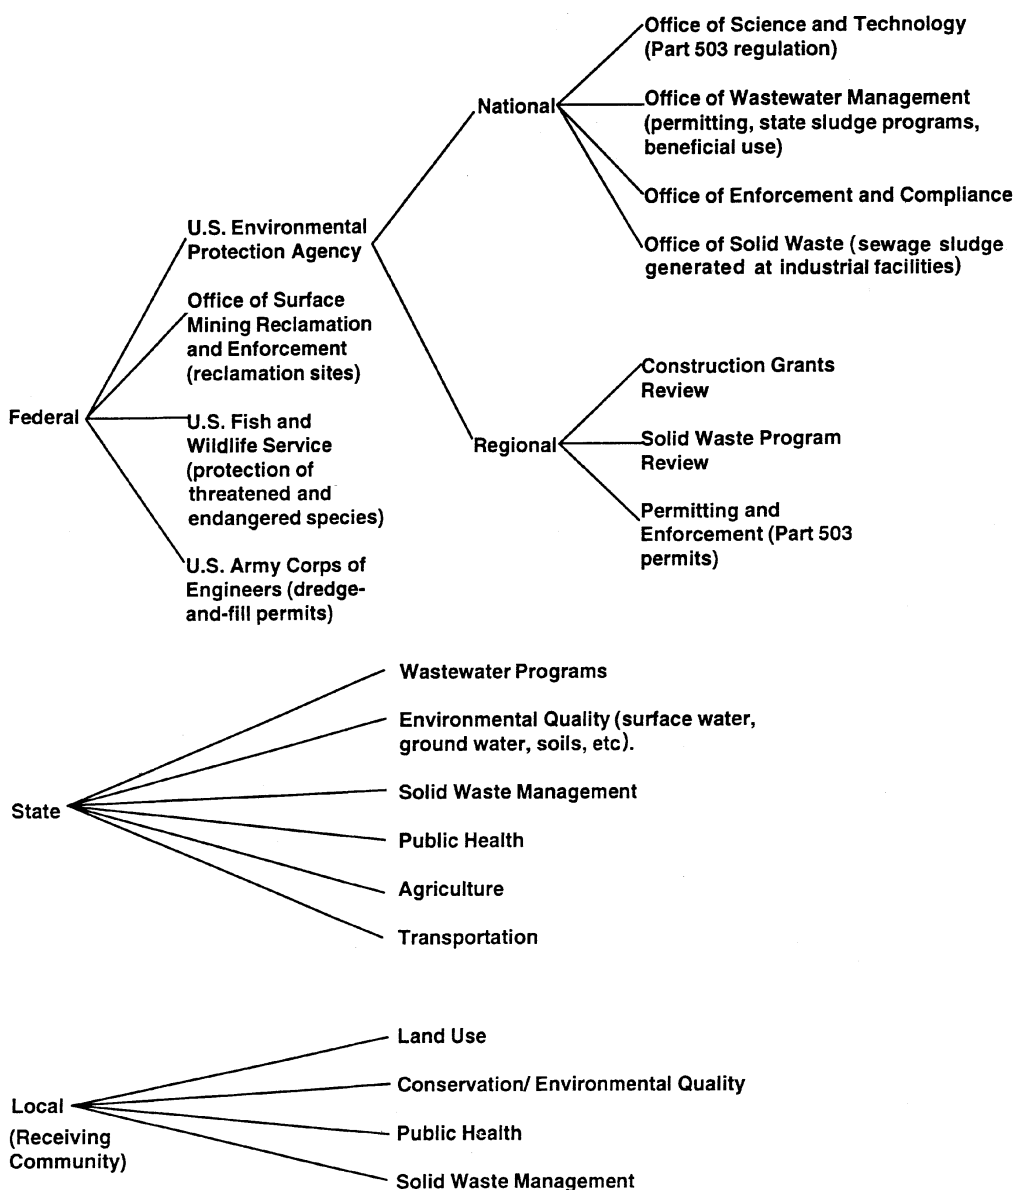 Office of Science and Technology
(Part 503 regulation)
National
Office of Wastewater Management
(permitting, state sludge programs,
beneficial use)
Office of Enforcement and Compliance
U.S. Environmental
Protection Agency
Office of Solid Waste (sewage sludge
generated at industrial facilities)
Office of Surface
Mining Reclamation
and Enforcement
(reclamation sites)
Federal
U.S. Fish and
Wildlife Service
(protection of
threatened and
endangered species)
U.S. Army Corps of
Engineers (dredge-
and-fill permits)
Regional
Construction Grants
Review
Solid Waste Program
Review
Permitting and
Enforcement (Part 503
permits)
State
Wastewater Programs
Environmental Quality (surface water,
ground water, soils, etc).
Solid Waste Management
Public Health
Agriculture
Transportation
Local
(Receiving
Community)
Land Use
Conservation/ Environmental Quality
Public Health
Solid Waste Management